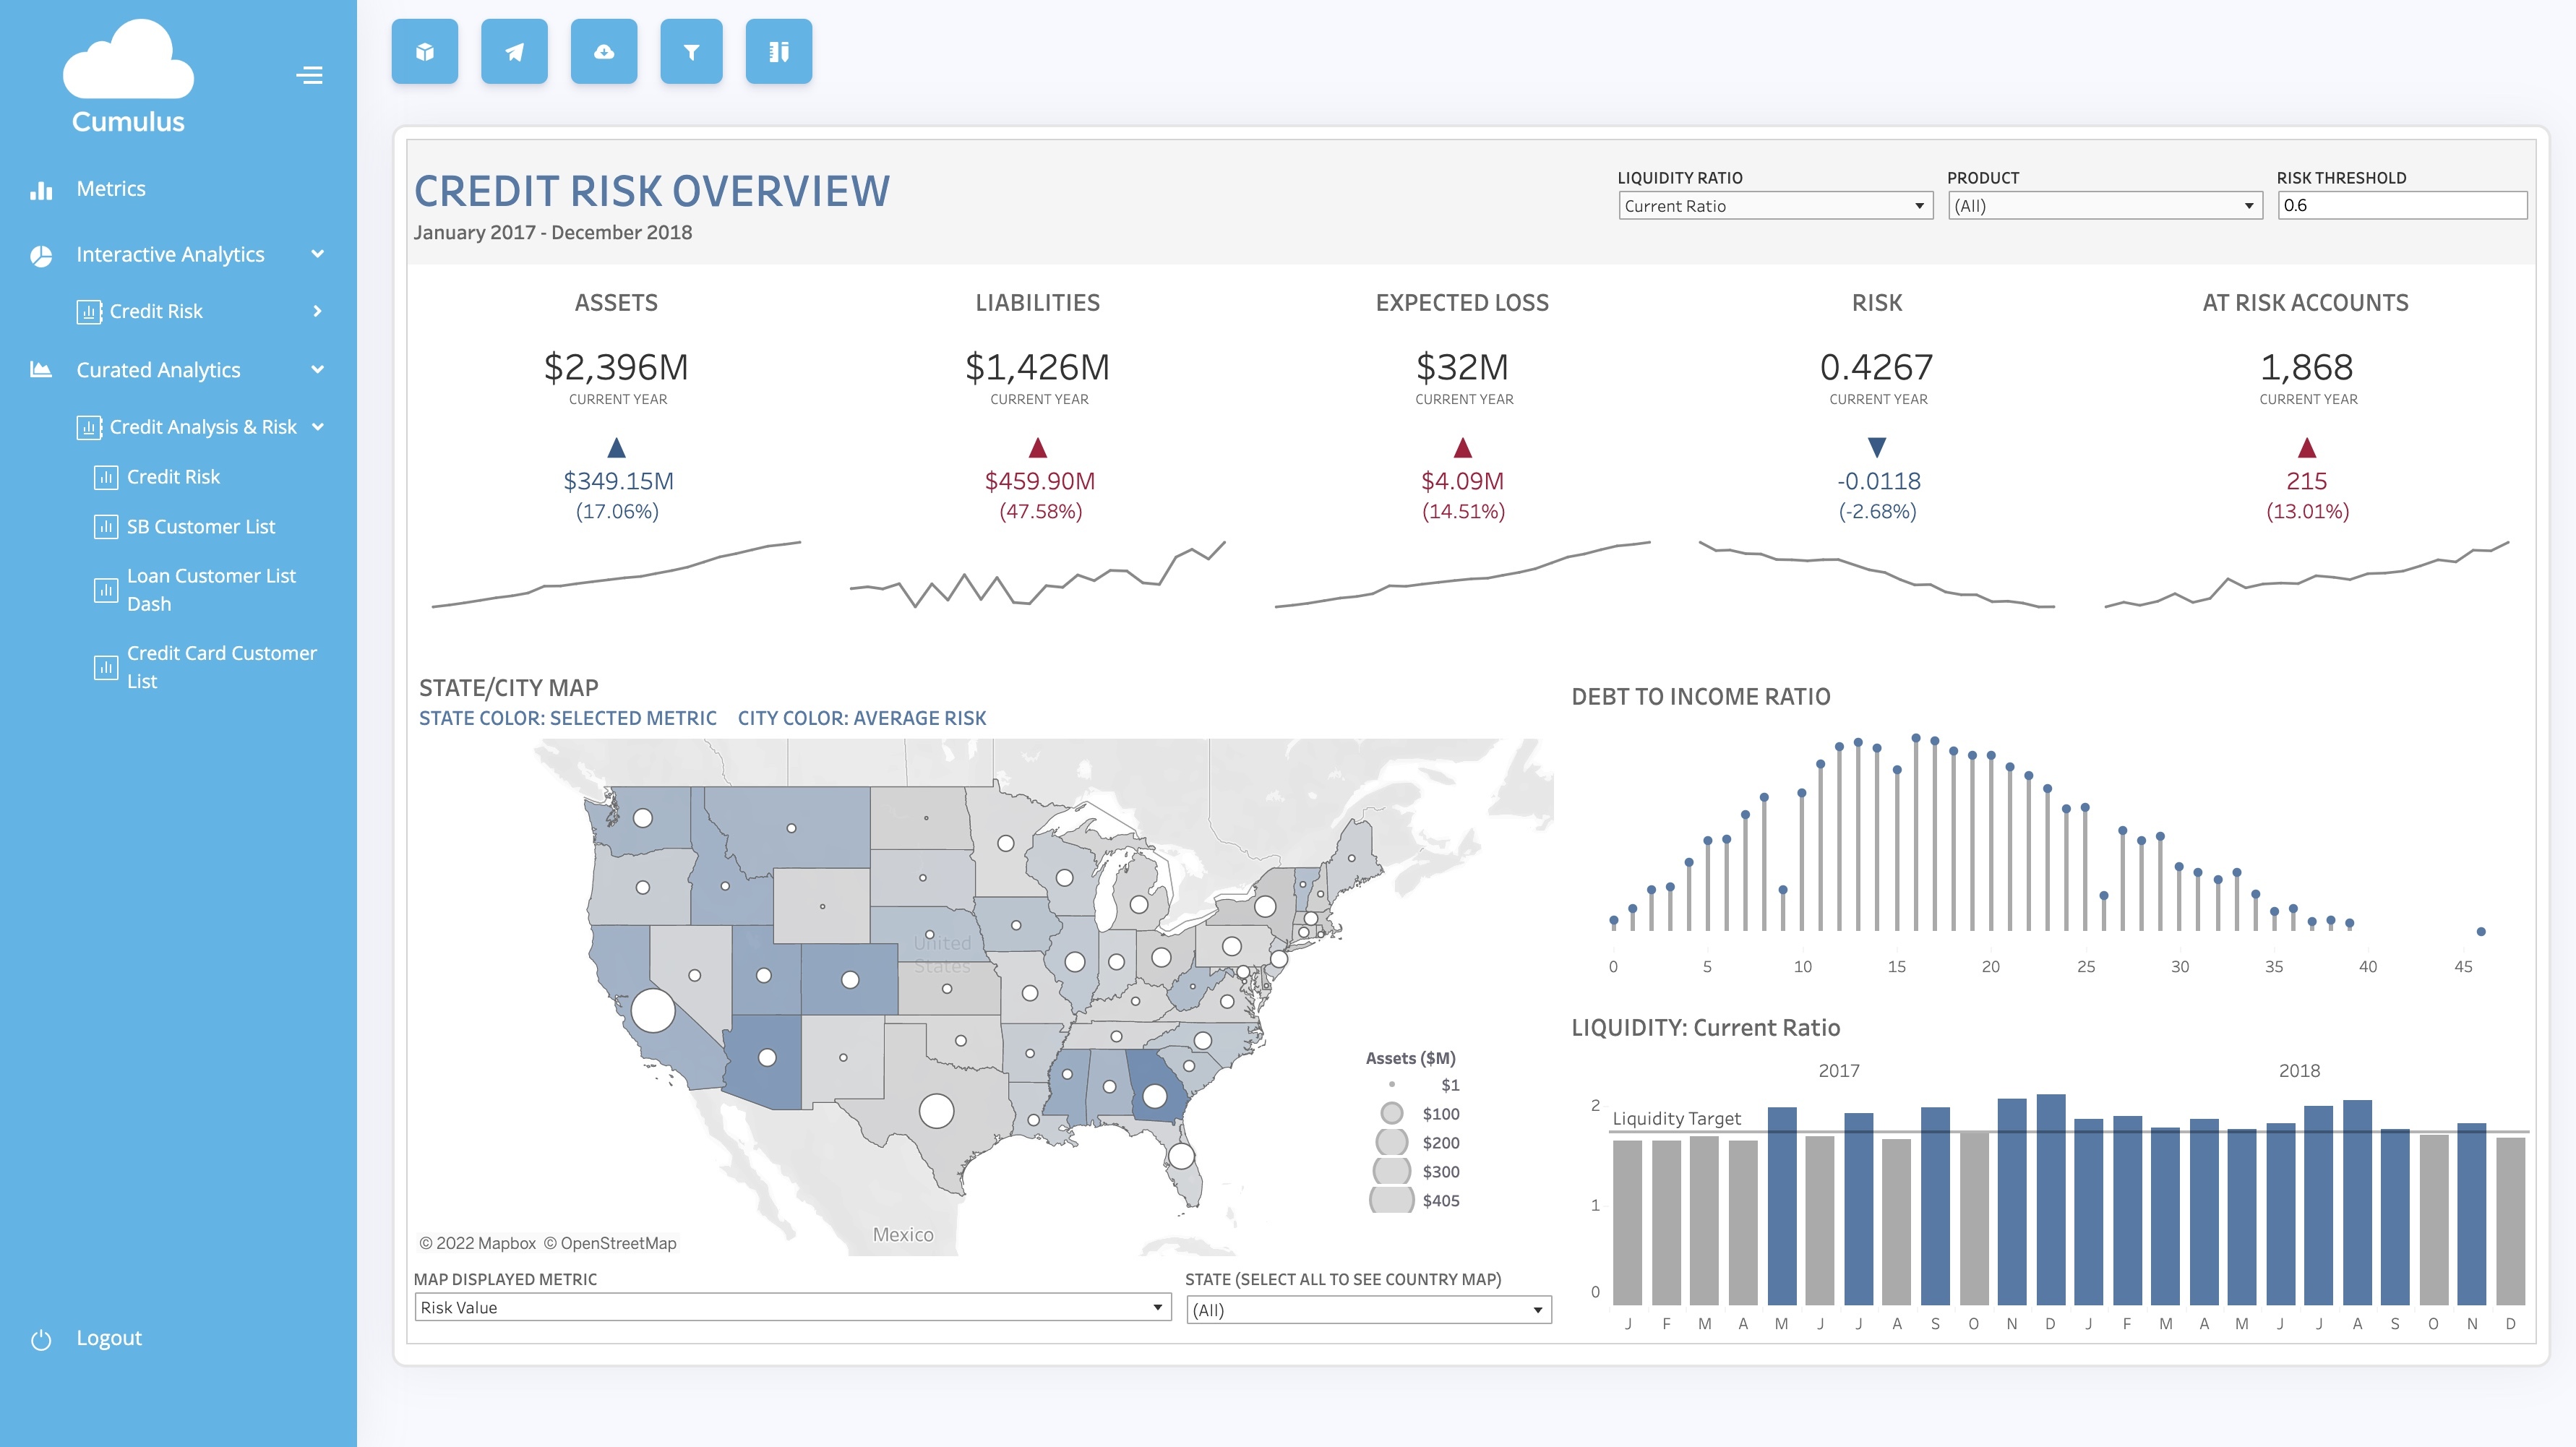 Cumulus
Metrics
Interactive Analytics
Credit Risk
Curated Analytics
Credit Analysis & Risk
Credit Risk
SB Customer List
Loan Customer List
Dash
Credit Card Customer
List
Logout
CREDIT RISK OVERVIEW
January 2017 - December 2018
LIQUIDITY RATIO
Current Ratio
PRODUCT
(All)
RISK THRESHOLD
0.6
ASSETS
$2,396M
CURRENT YEAR
$349.15M
(17.06%)
LIABILITIES
$1,426M
CURRENT YEAR
$459.90M
(47.58%)
EXPECTED LOSS
$32M
CURRENT YEAR
$4.09M
(14.51%)
RISK
0.4267
CURRENT YEAR
-0.0118
(-2.68%)
AT RISK ACCOUNTS
1,868
CURRENT YEAR
215
(13.01%)
STATE/CITY MAP
STATE COLOR: SELECTED METRIC CITY COLOR: AVERAGE RISK
United
States
Mexico
Assets ($M)
$1
$100
$200
$300
$405
© 2022 Mapbox © OpenStreetMap
MAP DISPLAYED METRIC
Risk Value
STATE (SELECT ALL TO SEE COUNTRY MAP)
(All)
DEBT TO INCOME RATIO
0 5 10 15 20 25 30 35 40 45
LIQUIDITY: Current Ratio
2017 2018
2
Liquidity Target
1
0
J F M A M J J A S O N D J F M A M J J A S O N D